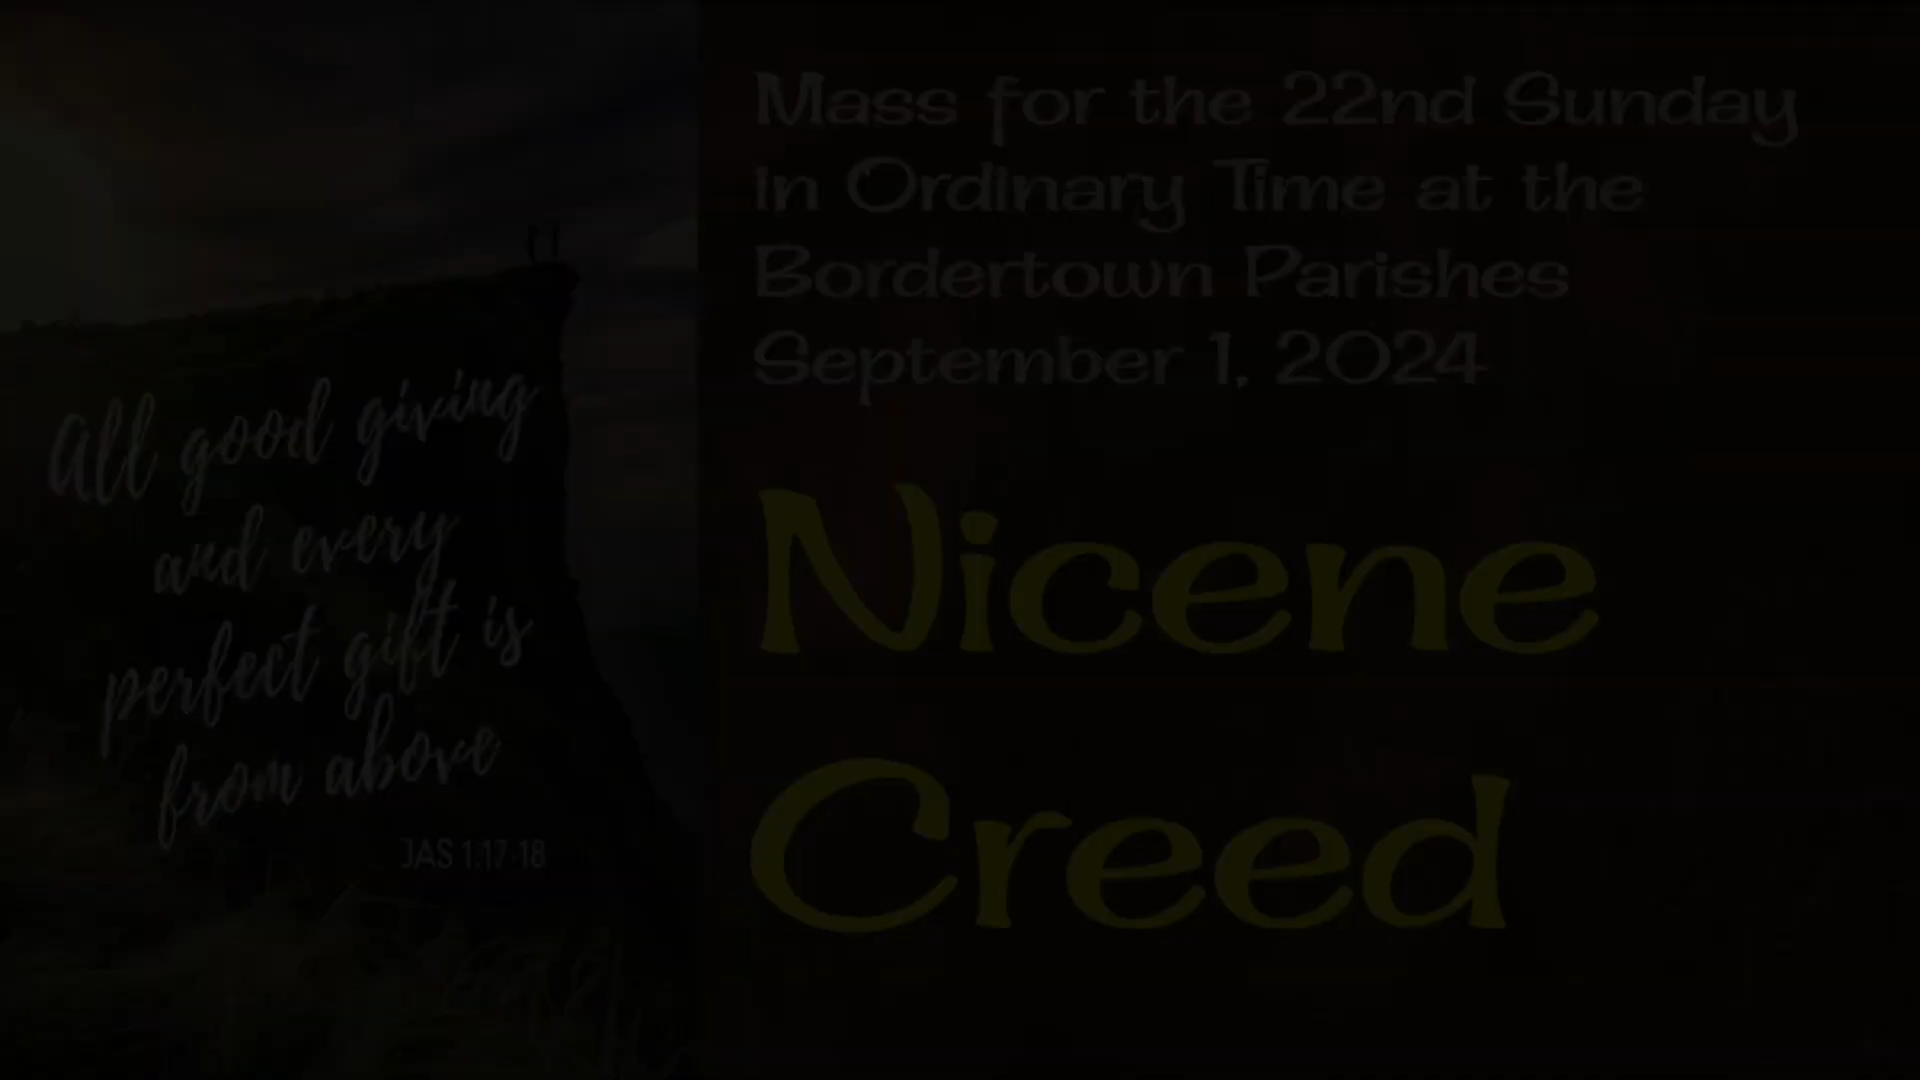 All good giving
and every
perfect gift is
from above
JAS 1:17-18
Mass for the 22nd Sunday
in Ordinary Time at the
Bordertown Parishes
September 1, 2024
Nicene
Creed